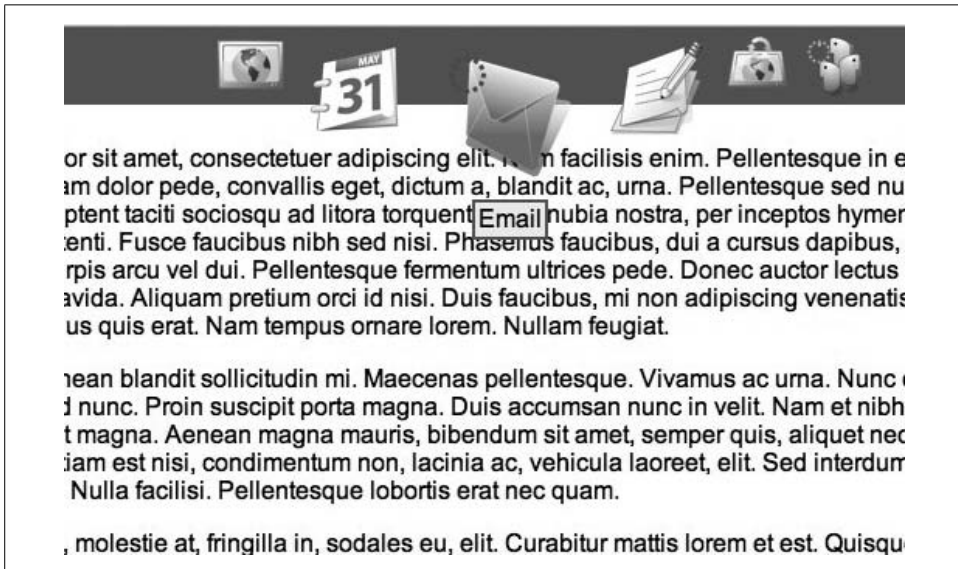 MAY
31
or sit amet, consectetuer adipiscing elit. m facilisis enim. Pellentesque in e
am dolor pede, convallis eget, dictum a, blandit ac, urna. Pellentesque sed nu
ptent taciti sociosqu ad litora torquent Email nubia nostra, per inceptos hymen
tenti. Fusce faucibus nibh sed nisi. Phasellus faucibus, dui a cursus dapibus,
rpis arcu vel dui. Pellentesque fermentum ultrices pede. Donec auctor lectus
avida. Aliquam pretium orci id nisi. Duis faucibus, mi non adipiscing venenatis
us quis erat. Nam tempus ornare lorem. Nullam feugiat.
nean blandit sollicitudin mi. Maecenas pellentesque. Vivamus ac urna. Nunc
d nunc. Proin suscipit porta magna. Duis accumsan nunc in velit. Nam et nibh
t magna. Aenean magna mauris, bibendum sit amet, semper quis, aliquet nec
tiam est nisi, condimentum non, lacinia ac, vehicula laoreet, elit. Sed interdum
Nulla facilisi. Pellentesque lobortis erat nec quam.
, molestie at, fringilla in, sodales eu, elit. Curabitur mattis lorem et est. Quisqu